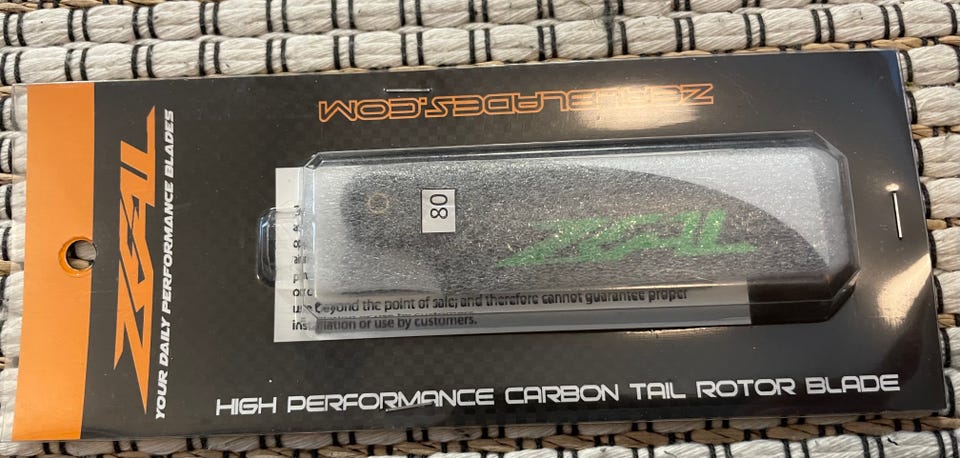 ZEAL
YOUR DAILY PERFORMANCE BLADES
ZEALBLADES.COM
80
ZEAL
use beyond the point of sale; and therefore cannot guarantee proper
installation or use by customers.
HIGH PERFORMANCE CARBON TAIL ROTOR BLADE